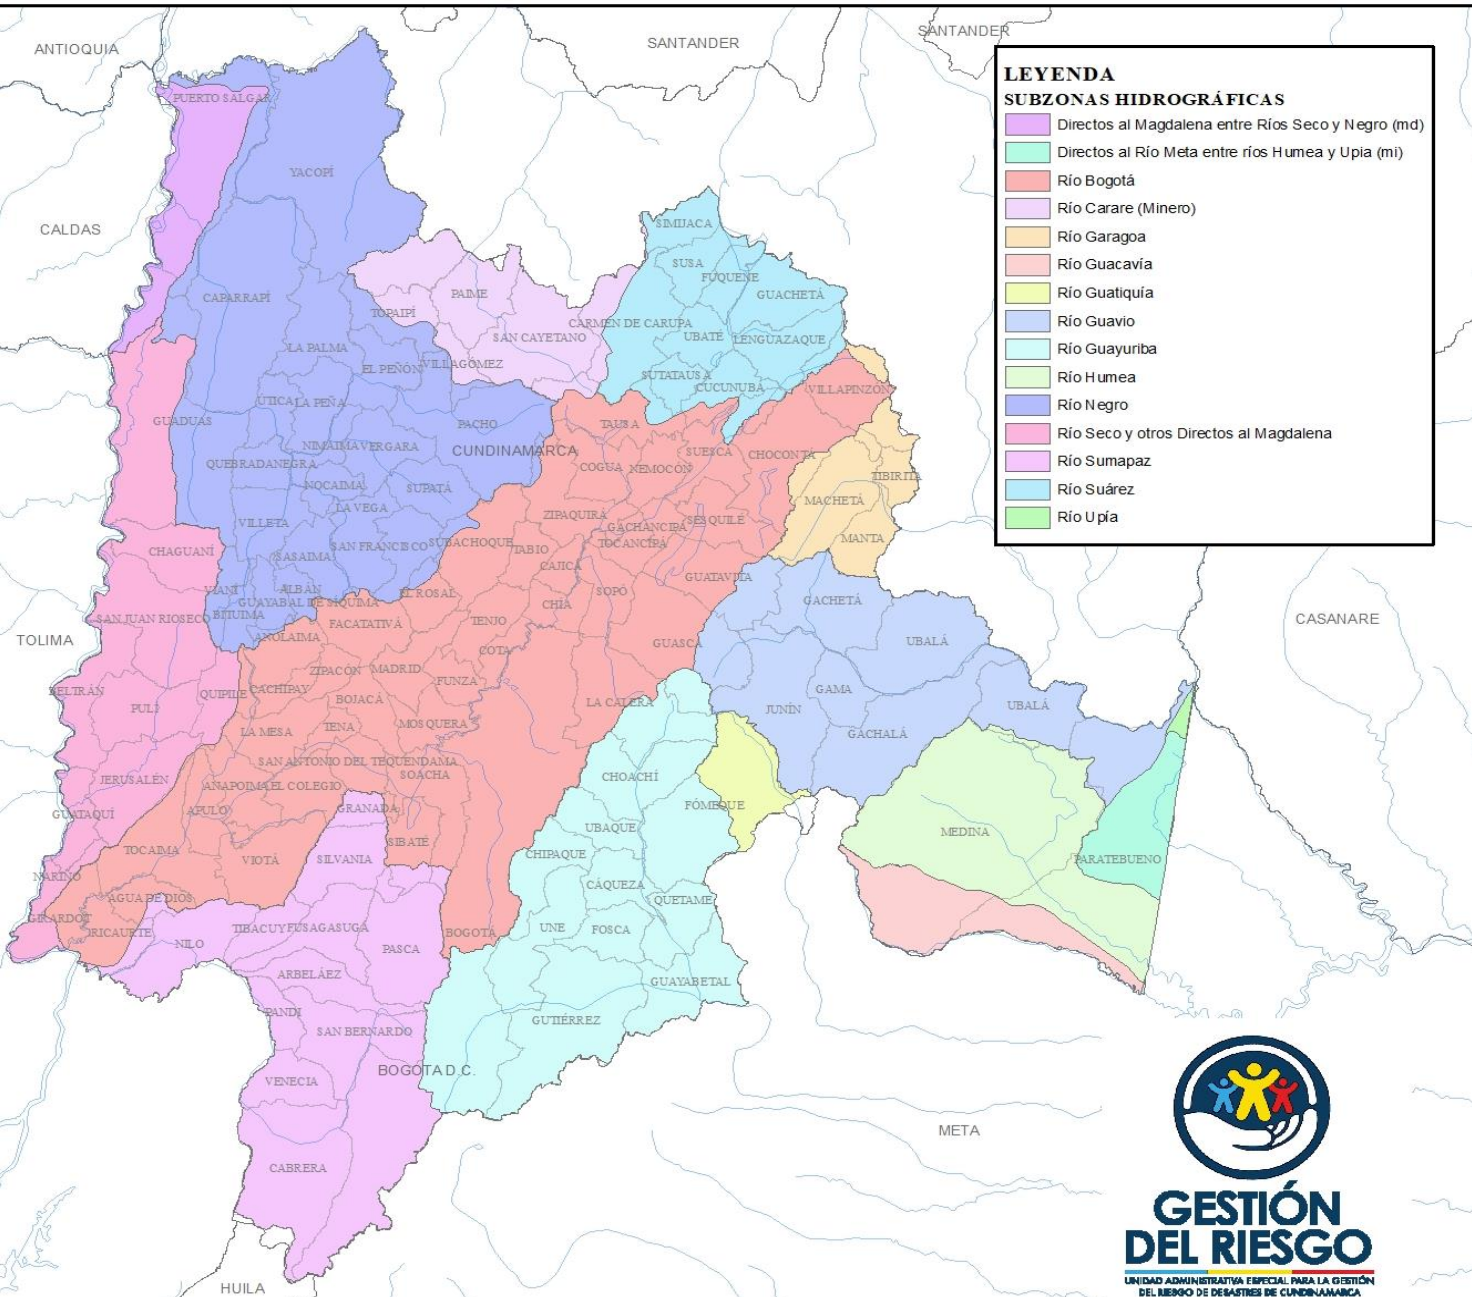 ANTIOQUIA
SANTANDER
SANTANDER
LEYENDA
SUBZONAS HIDROGRÁFICAS
Directos al Magdalena entre Ríos Seco y Negro (md)
Directos al Río Meta entre ríos Humea y Upia (mi)
Río Bogotá
Río Carare (Minero)
Río Garagoa
Río Guacavía
Río Guatiquía
Río Guavio
Río Guayuriba
Río Humea
Río Negro
Río Seco y otros Directos al Magdalena
Río Sumapaz
Río Suárez
Río Upía
PUERTO SALGAR
YACOPÍ
CALDAS
SIMIJACA
SUSA
FÚQUENE
GUACHETÁ
CAPARRAPÍ
PAIME
TOPAIPÍ
SAN CAYETANO
CARMEN DE CARUPA
UBATÉ
LENGUAZAQUE
LA PALMA
EL PEÑÓN
VILLAGÓMEZ
SUTATAUSA
CUCUNUBÁ
VILLAPINZÓN
ÚTICA
LA PEÑA
GUADUAS
PACHO
TAUSA
CUNDINAMARCA
NIMAIMA
VERGARA
SUESCA
CHOCONTÁ
QUEBRADANEGRA
COGUA
NEMOCÓN
TIBIRITA
NOCAIMA
SUPATÁ
MACHETÁ
LA VEGA
ZIPAQUIRÁ
GACHANCIPÁ
SESQUILÉ
VILLETA
MANTA
CHAGUANÍ
SASAIMA
SAN FRANCISCO
SUBACHOQUE
TABIO
TOCANCIPÁ
CAJICÁ
GUATAVITA
VIANÍ
ALBÁN
EL ROSAL
SOPÓ
GUAYABAL DE SÍQUIMA
CHÍA
GACHETÁ
SAN JUAN RIOSECO
BITUIMA
FACATATIVÁ
TENJO
TOLIMA
CASANARE
ANOLAIMA
GUASCA
UBALÁ
COTA
ZIPACÓN
MADRID
FUNZA
BELTRÁN
QUIPILE
CACHIPAY
GAMA
PULÍ
BOJACÁ
LA CALERA
JUNÍN
UBALÁ
LA MESA
TENA
MOSQUERA
GACHALÁ
SAN ANTONIO DEL TEQUENDAMA
JERUSALÉN
SOACHA
CHOACHÍ
ANAPOIMA
EL COLEGIO
GUATAQUÍ
APULO
GRANADA
FÓMEQUE
UBAQUE
MEDINA
TOCAIMA
VIOTÁ
SILVANIA
SIBATÉ
CHIPAQUE
PARATEBUENO
NARIÑO
CÁQUEZA
AGUA DE DIOS
QUETAME
GIRARDOT
RICAURTE
NILO
TIBACUY
FUSAGASUGÁ
PASCA
BOGOTÁ
UNE
FOSCA
ARBELÁEZ
GUAYABETAL
PANDI
SAN BERNARDO
GUTIÉRREZ
BOGOTA D.C.
VENECIA
META
CABRERA
HUILA
GESTIÓN
DEL RIESGO
UNIDAD ADMINISTRATIVA ESPECIAL PARA LA GESTIÓN
DEL RIESGO DE DESASTRES DE CUNDINAMARCA